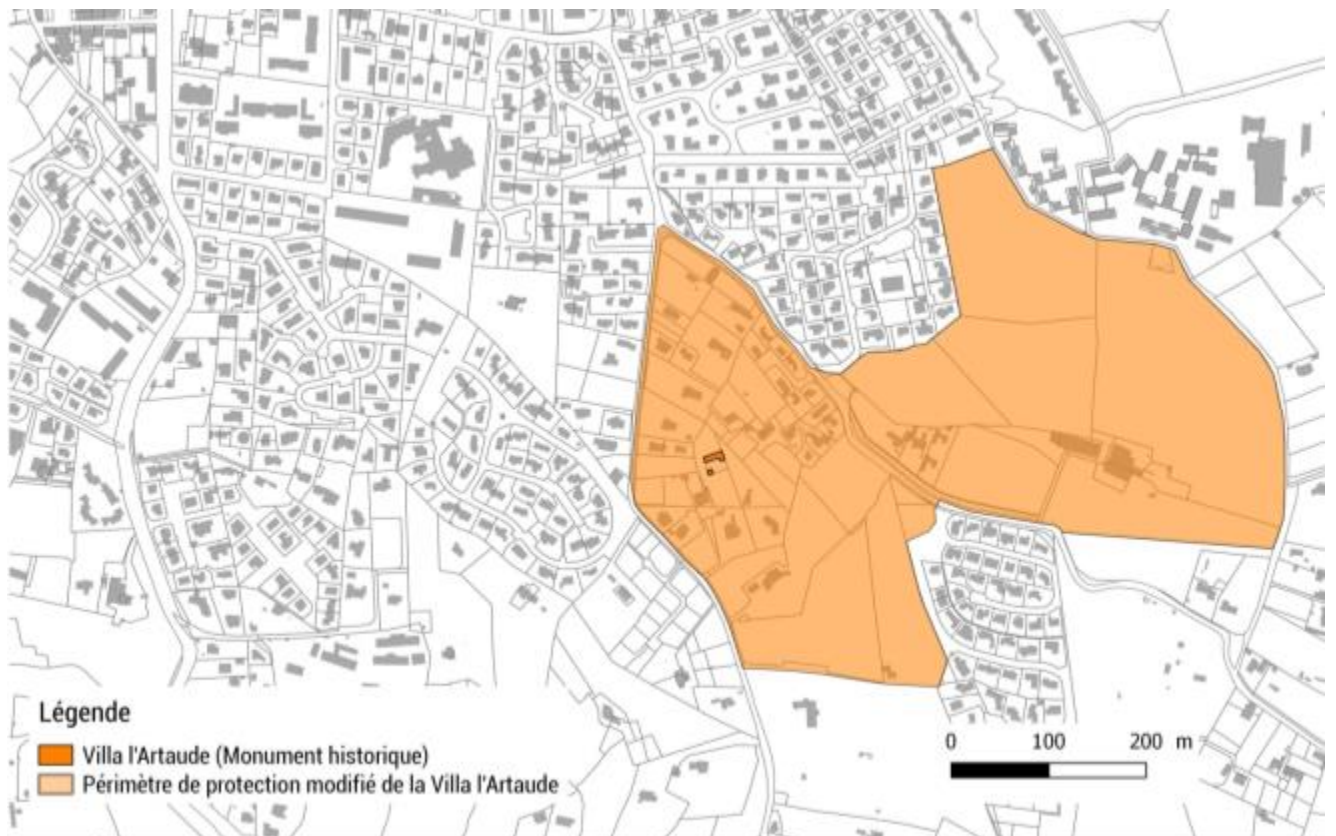 Légende
Villa l'Artaude (Monument historique)
Périmètre de protection modifié de la Villa l'Artaude
0 100 200 m